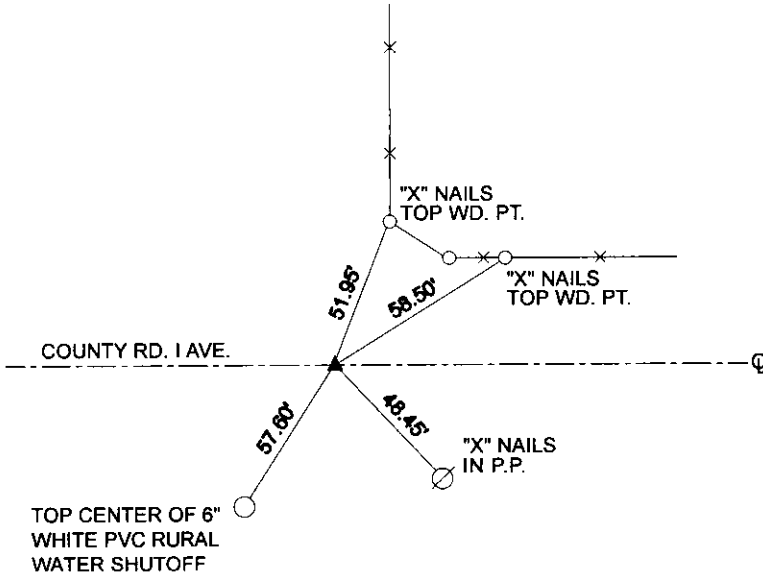 "X" NAILS
TOP WD. PT.
51.95'
58.50'
"X" NAILS
TOP WD. PT.
COUNTY RD. I AVE.
℄
57.60'
48.45'
"X" NAILS
IN P.P.
TOP CENTER OF 6"
WHITE PVC RURAL
WATER SHUTOFF